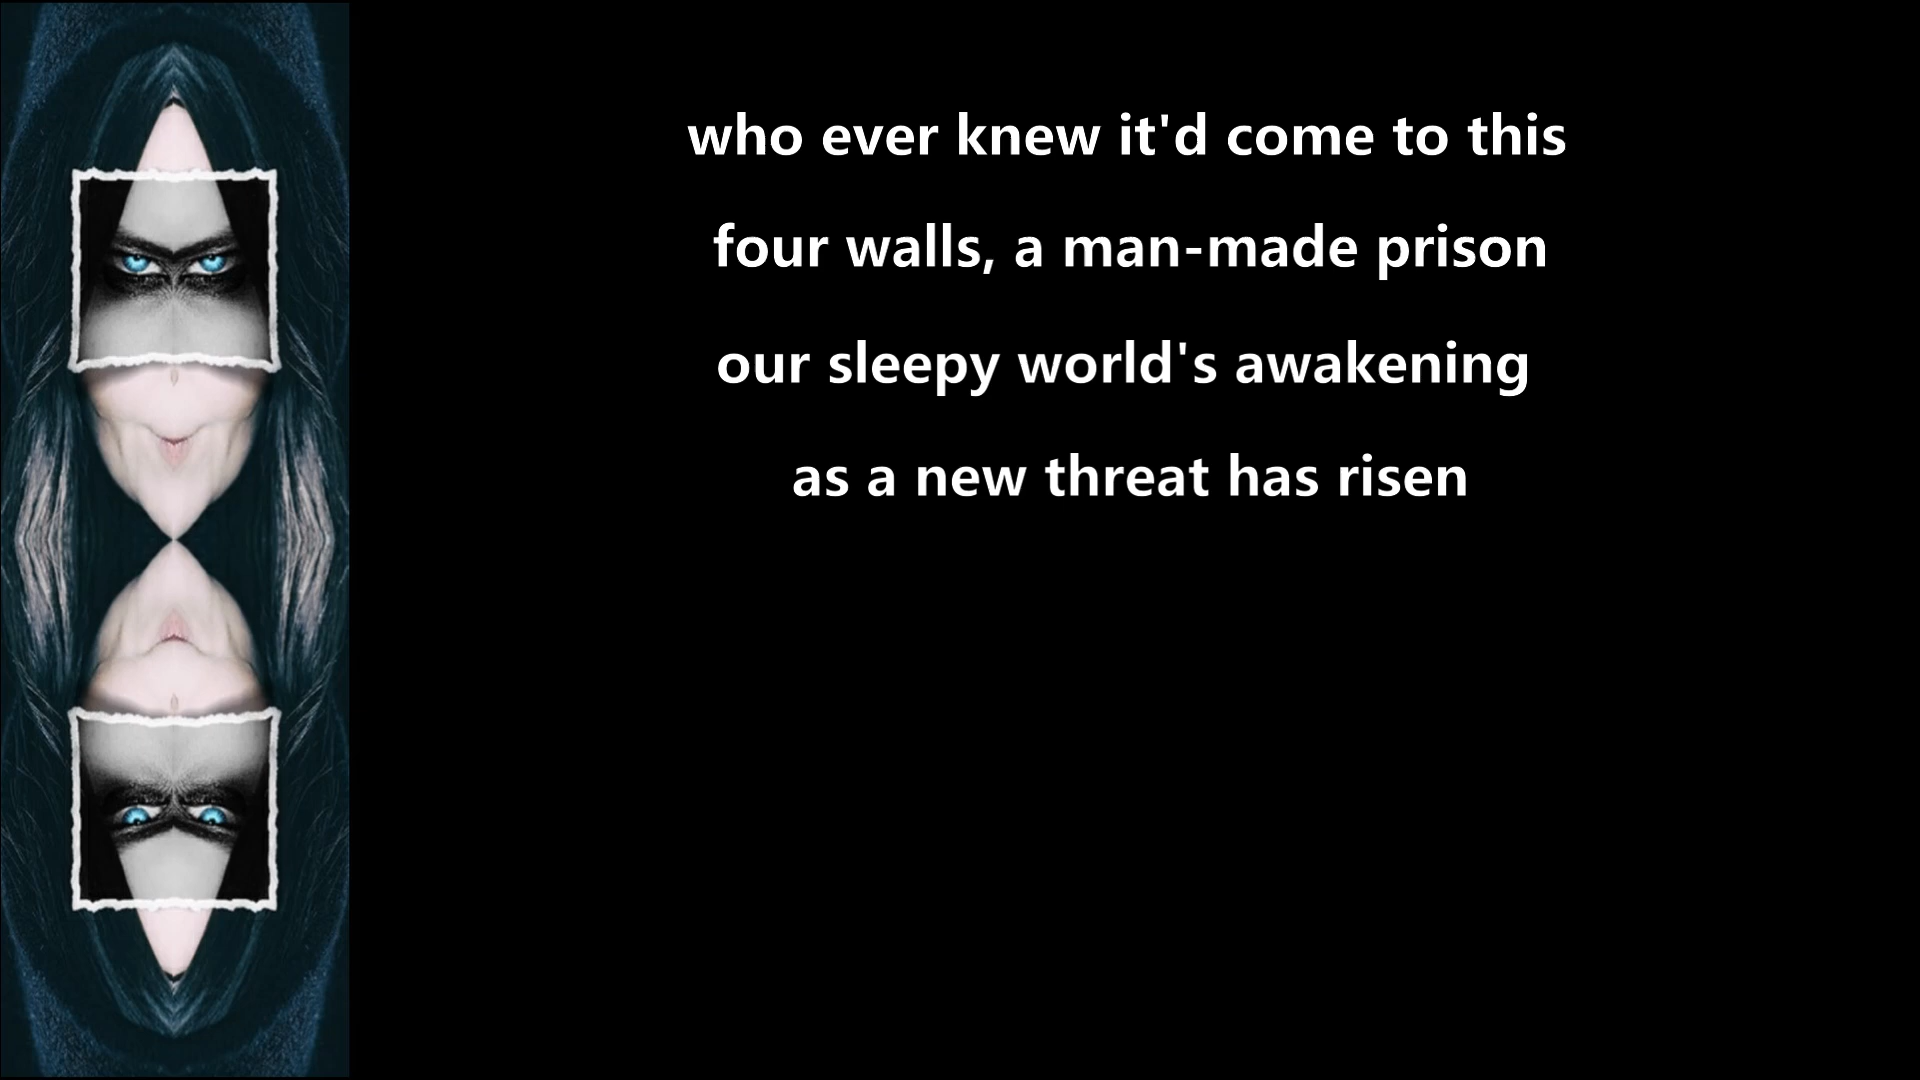 who ever knew it'd come to this
four walls, a man-made prison
our sleepy world's awakening
as a new threat has risen